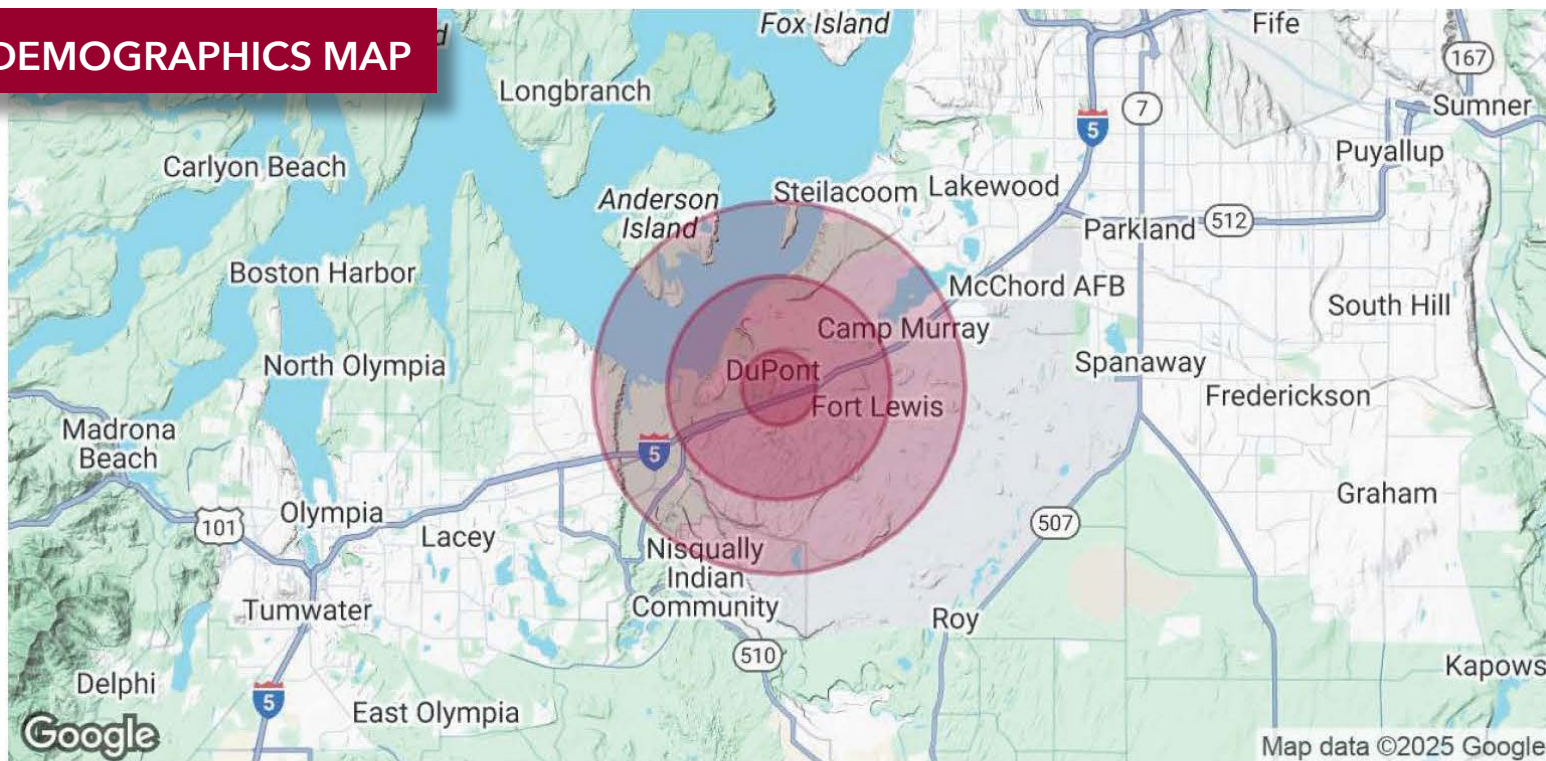 DEMOGRAPHICS MAP
Fox Island
Fife
167
Longbranch
7
Sumner
5
Puyallup
Carlyon Beach
Anderson
Island
Steilacoom
Lakewood
Parkland
512
Boston Harbor
McChord AFB
South Hill
Camp Murray
North Olympia
DuPont
Spanaway
Fort Lewis
Frederickson
Madrona
Beach
5
Graham
101
Olympia
Lacey
507
Nisqually
Indian
Community
Tumwater
Roy
510
Kapows
Delphi
5
East Olympia
Google
Map data ©2025 Google